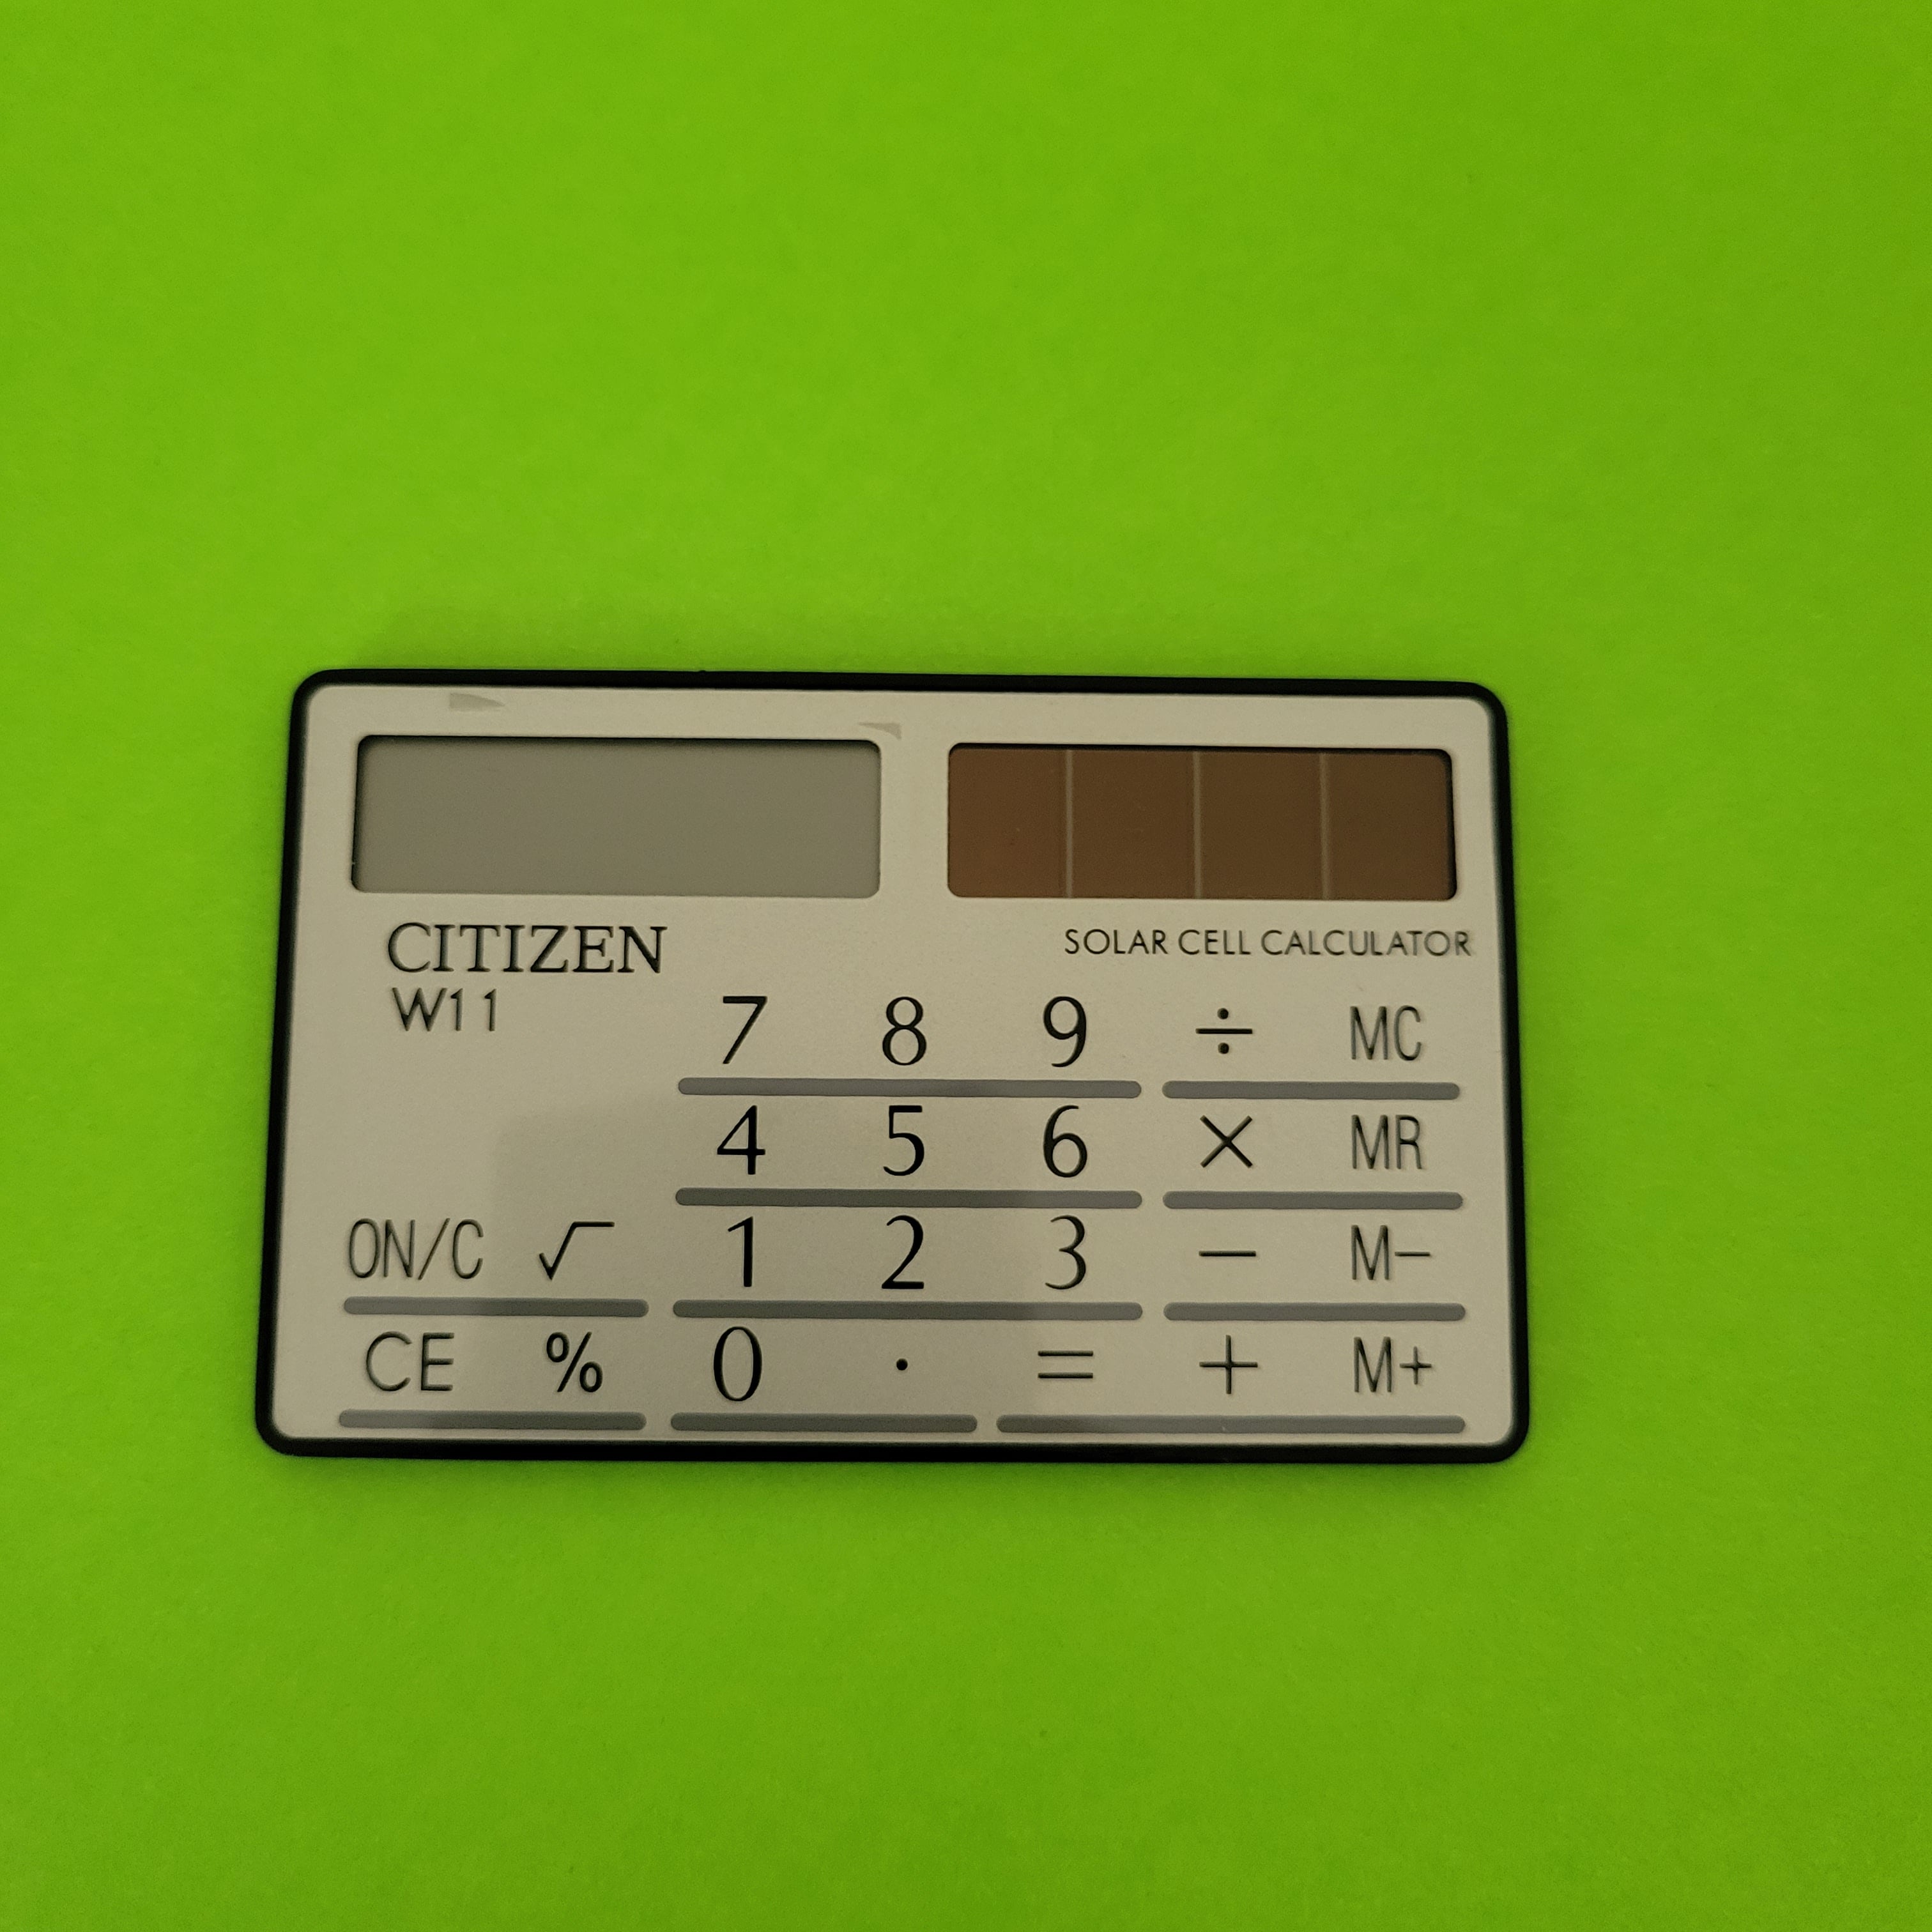 CITIZEN
SOLAR CELL CALCULATOR
W11
7 8 9 ÷ MC
4 5 6 × MR
ON/C √ 1 2 3 − M−
CE % 0 · = + M+